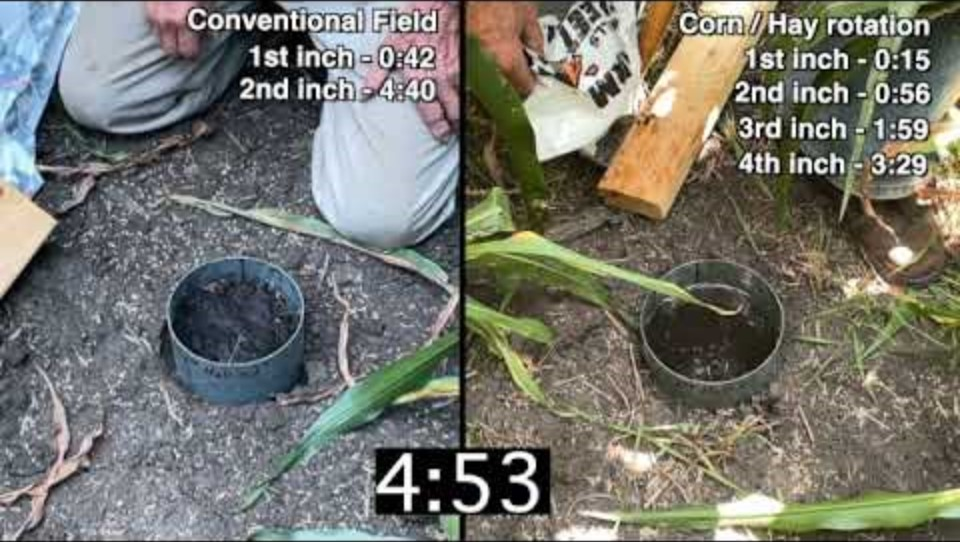 Conventional Field
1st inch - 0:42
2nd inch - 4:40
Corn / Hay rotation
1st inch - 0:15
2nd inch - 0:56
3rd inch - 1:59
4th inch - 3:29
4:53